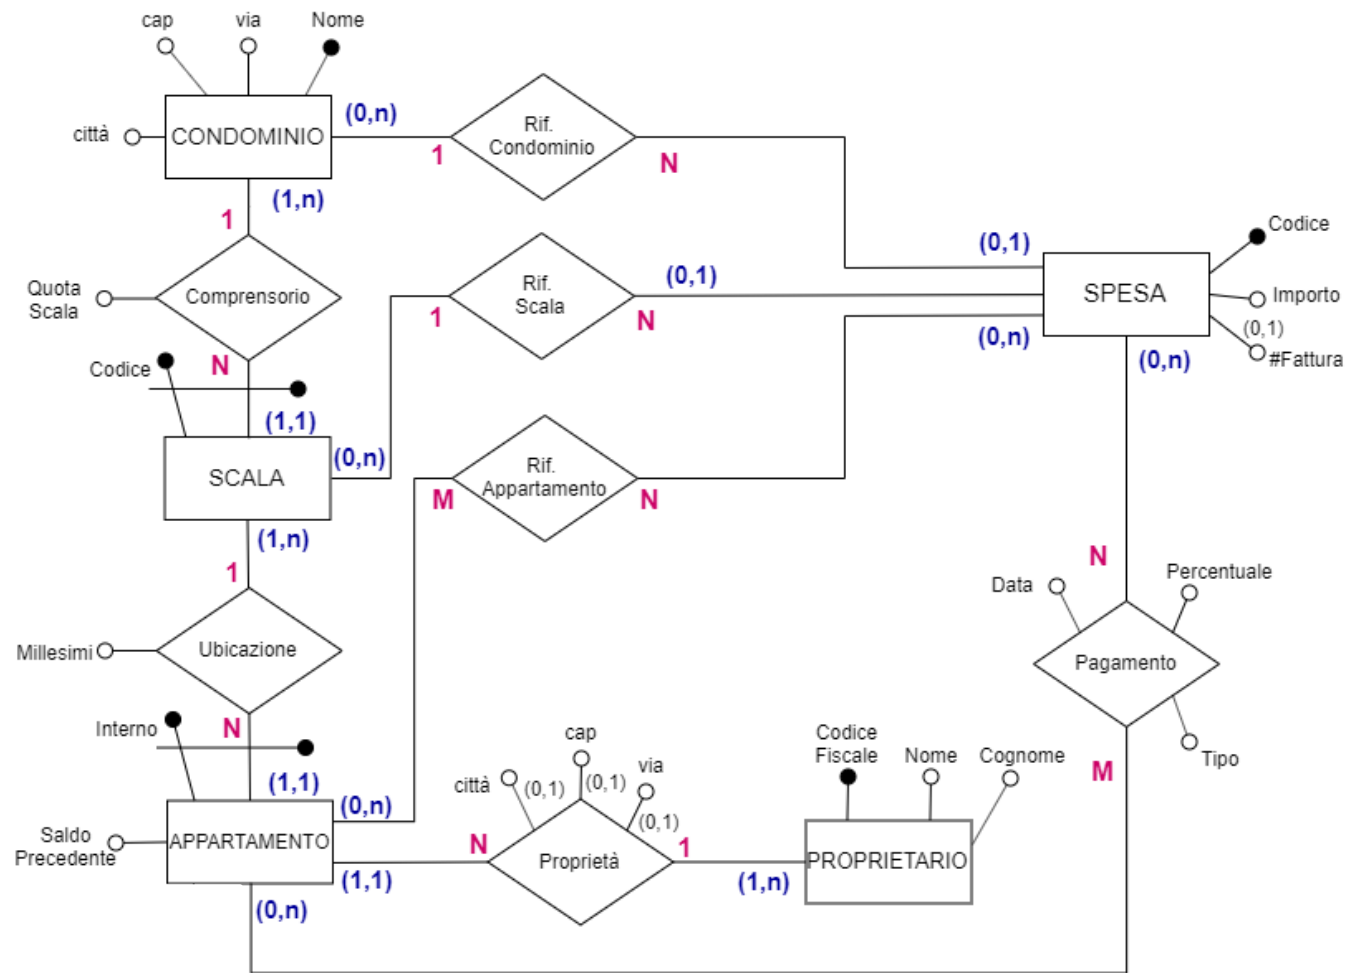 cap via Nome
città CONDOMINIO (0,n) Rif.
Condominio
1 N
(1,n)
1
Codice
(0,1)
Quota
Scala
Comprensorio
Rif.
Scala
(0,1)
SPESA
Importo
1 N
(0,1)
#Fattura
(0,n)
(0,n)
N
Codice
(1,1)
SCALA (0,n)
Rif.
Appartamento
M N
(1,n)
1
N
Data Percentuale
Millesimi Ubicazione
Pagamento
Interno N
(1,1)
(0,n)
cap
città (0,1) (0,1) via
(0,1)
Codice
Fiscale
Nome Cognome
M
Tipo
Saldo
Precedente
APPARTAMENTO
N Proprietà 1
PROPRIETARIO
(1,1) (1,n)
(0,n)